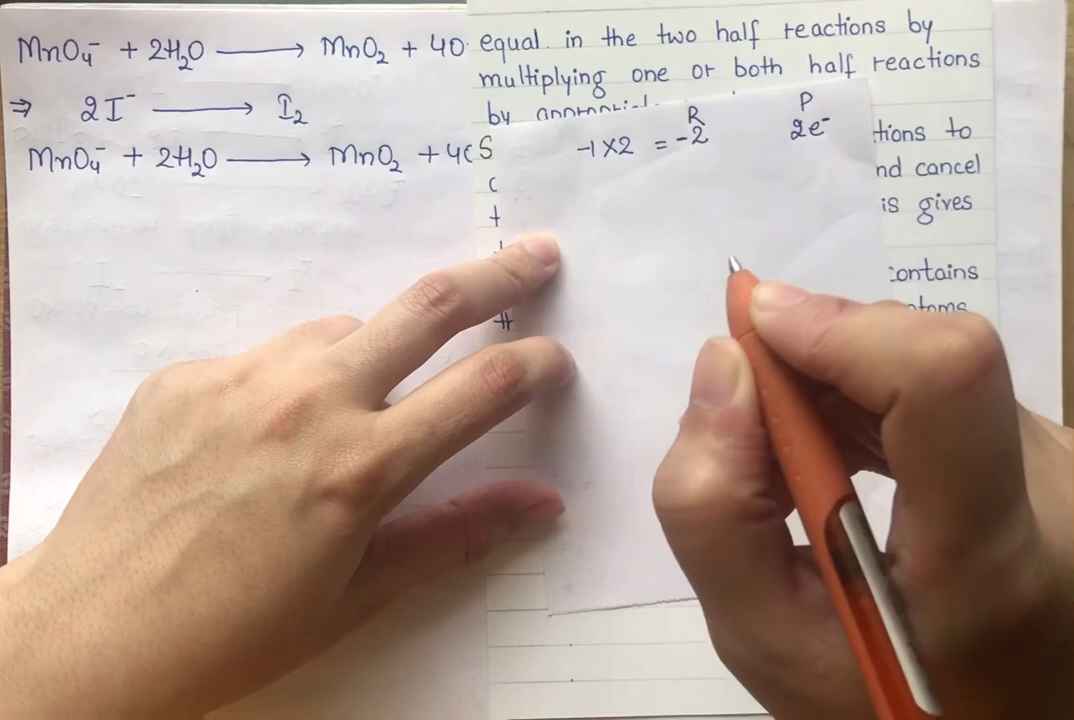 MnO₄⁻ + 2H₂O ⟶ MnO₂ + 4O
⇒ 2I⁻ ⟶ I₂
MnO₄⁻ + 2H₂O ⟶ MnO₂ +
equal in the two half reactions by
multiplying one or both half reactions
by
R P
-1×2 = -2 2e⁻
S
tions to
nd cancel
is gives
contains